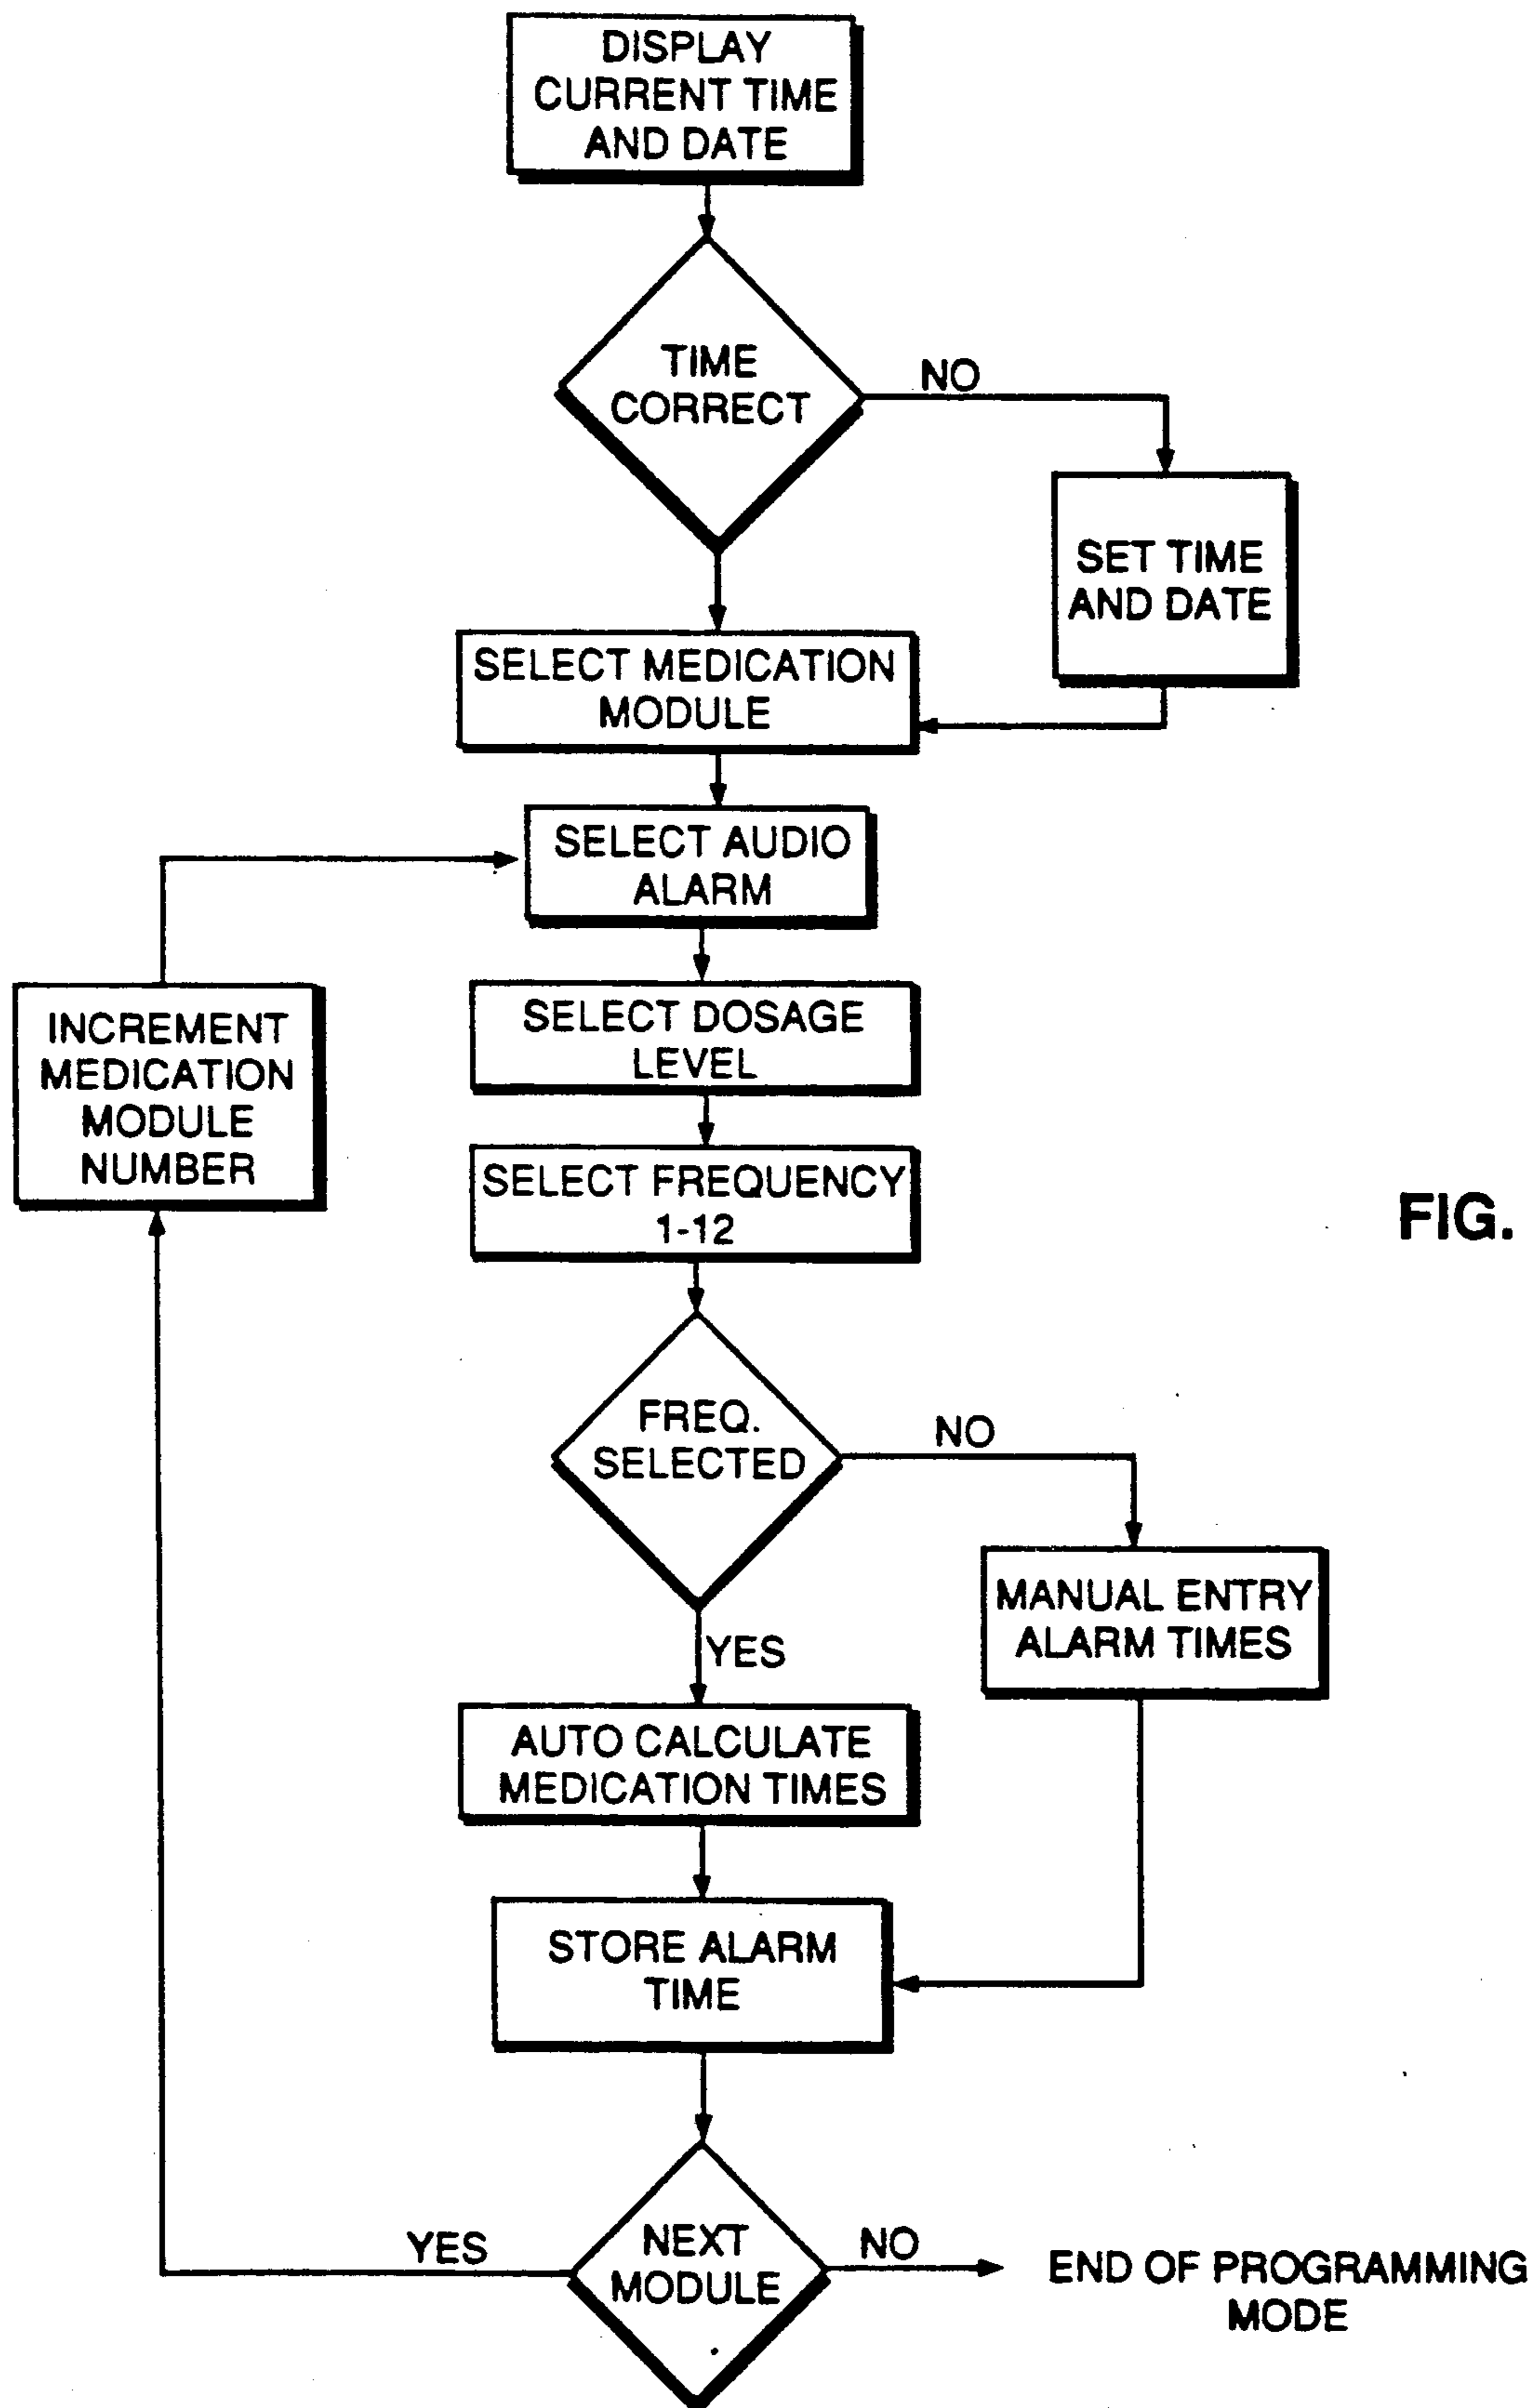 DISPLAY
CURRENT TIME
AND DATE
TIME
CORRECT
NO
SET TIME
AND DATE
SELECT MEDICATION
MODULE
SELECT AUDIO
ALARM
INCREMENT
MEDICATION
MODULE
NUMBER
SELECT DOSAGE
LEVEL
SELECT FREQUENCY
1-12
FIG.
FREQ.
SELECTED
NO
MANUAL ENTRY
ALARM TIMES
YES
AUTO CALCULATE
MEDICATION TIMES
STORE ALARM
TIME
NEXT
MODULE
YES
NO
END OF PROGRAMMING
MODE